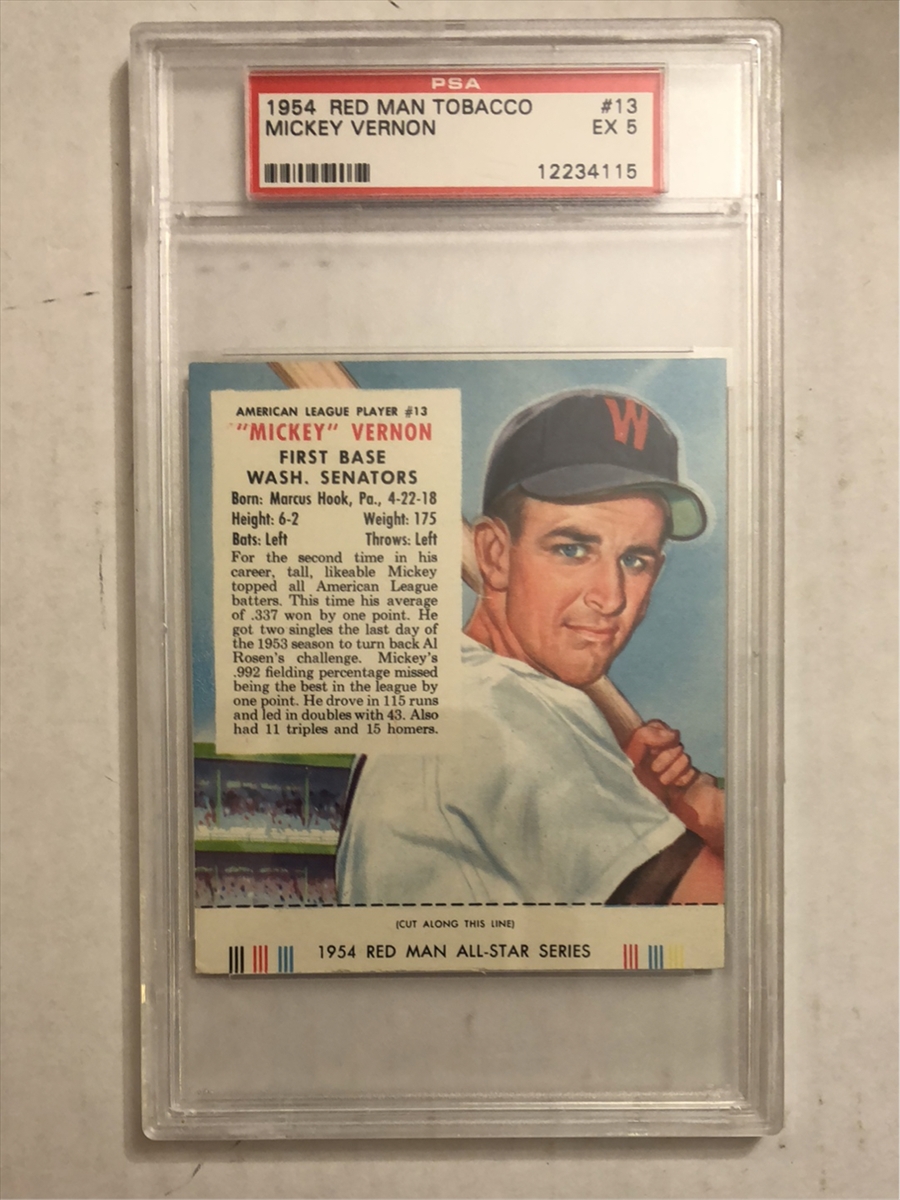 PSA
1954 RED MAN TOBACCO #13
MICKEY VERNON EX 5
12234115
AMERICAN LEAGUE PLAYER #13
"MICKEY" VERNON
FIRST BASE
WASH. SENATORS
Born: Marcus Hook, Pa., 4-22-18
Height: 6-2 Weight: 175
Bats: Left Throws: Left
For the second time in his
career, tall, likeable Mickey
topped all American League
batters. This time his average
of .337 won by one point. He
got two singles the last day of
the 1953 season to turn back Al
Rosen's challenge. Mickey's
.992 fielding percentage missed
being the best in the league by
one point. He drove in 115 runs
and led in doubles with 43. Also
had 11 triples and 15 homers.
W
(CUT ALONG THIS LINE)
1954 RED MAN ALL-STAR SERIES